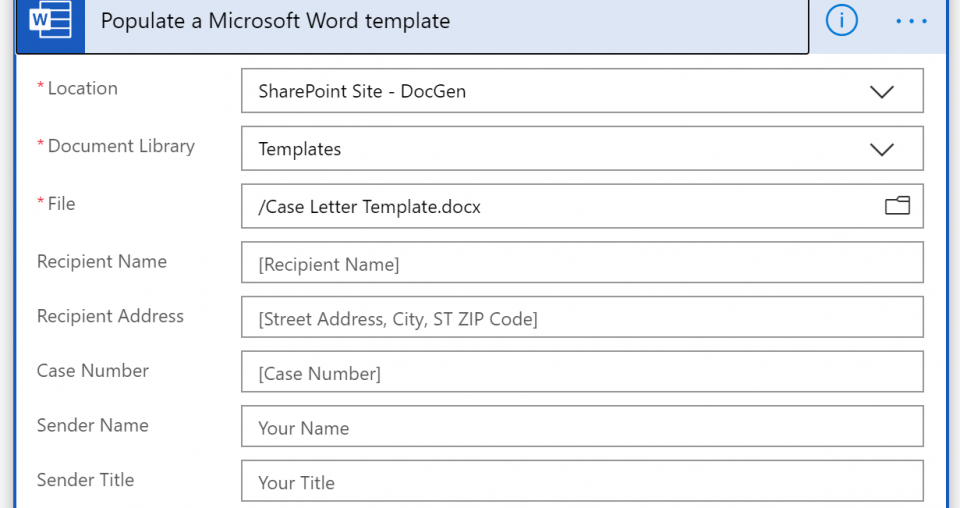 W Populate a Microsoft Word template i ...
*Location SharePoint Site - DocGen
*Document Library Templates
*File /Case Letter Template.docx
Recipient Name [Recipient Name]
Recipient Address [Street Address, City, ST ZIP Code]
Case Number [Case Number]
Sender Name Your Name
Sender Title Your Title